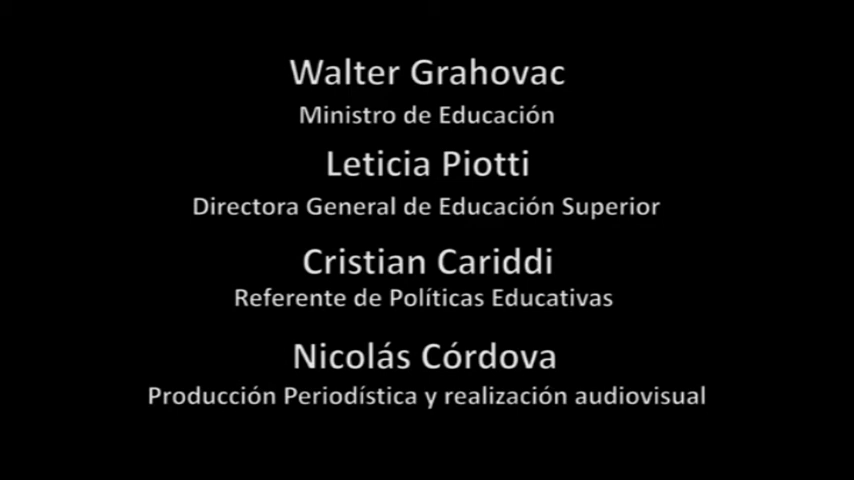 Walter Grahovac
Ministro de Educación
Leticia Piotti
Directora General de Educación Superior
Cristian Cariddi
Referente de Políticas Educativas
Nicolás Córdova
Producción Periodística y realización audiovisual